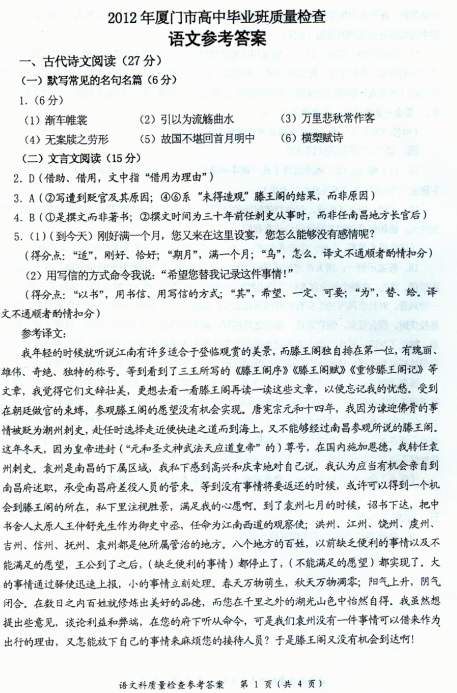 2012年厦门市高中毕业班质量检查
语文参考答案
一、古代诗文阅读（27分）
（一）默写常见的名句名篇（6分）
1.（6分）
（1）渐车帷裳　（2）引以为流觞曲水　（3）万里悲秋常作客
（4）无案牍之劳形　（5）故国不堪回首月明中　（6）横槊赋诗
（二）文言文阅读（15分）
2. D（借助、借用，文中指“借用为理由”）
3. A（②写遭到贬官及其原因；④⑥系“未得造观”滕王阁的结果，而非原因）
4. B（①是撰文而非著书；②撰文时间为三十年前任刺史从事时，而非任南昌地方长官后）
5.（1）（到今天）刚好满一个月，您又来在这里设宴，您怎么能够没有感情呢？
（得分点：“适”，刚好、恰好；“期月”，满一个月；“乌”，怎么。译文不通顺者酌情扣分）
（2）用写信的方式命令我说：“希望您替我记录这件事情！”
（得分点：“以书”，用书信、用写信的方式；“其”，希望、一定、可要；“为”，替、给。译
文不通顺者酌情扣分）
参考译文：
我年轻的时候就听说江南有许多适合于登临观赏的美景，而滕王阁独自排在第一位，有瑰丽、
雄伟、奇绝、独特的称号。等到看到了三王所写的《滕王阁序》《滕王阁赋》《重修滕王阁记》等
文章，我觉得它们文辞壮美，更想去看一看滕王阁再读一读这些文章，以便忘记我的忧愁。受到
在朝廷做官的束缚，参观滕王阁的愿望没有机会实现。唐宪宗元和十四年，我因为谏迎佛骨的事
情被贬为潮州刺史，赴任时选择走近便快速之道而到海上，又不能够经过南昌参观所说的滕王阁。
这年冬天，因为皇帝进封（“元和圣文神武法天应道皇帝”的）尊号，在国内施加恩德，我转任袁
州刺史。袁州是南昌的下属区域，我私下感到高兴和庆幸地对自己说，我认为应当有机会亲自到
南昌府述职，承受南昌府差役人员的管束。等到没有事情将要返还的时候，或许可以得到一个机
会到滕王阁的所在，私下里注视胜景，满足我的心愿啊。到了袁州七月的时候，诏书下达，把中
书舍人太原人王仲舒先生作为御史中丞，任命为江南西道的观察使；洪州、江州、饶州、虔州、
吉州、信州、抚州、袁州都是他所属管治的地方。八个地方的百姓，以前缺乏便利的事情以及不
能满足的愿望，王公到了之后，（缺乏便利的事情）都停止了，（不能满足的愿望）都实现了。大
的事情通过驿使迅速上报，小的事情立刻处理。春天万物萌生，秋天万物凋零；阳气上升，阴气
闭合。在数日之内百姓就修炼出美好的品德，而您在千里之外的湖光山色中怡然自得。我虽然想
提出些意见，谈论利益和弊端，在您的府下听从命令，可是我们袁州没有一件事情可以借来作为
出行的理由，又怎能放下自己的事情来麻烦您的接待人员？于是滕王阁又没有机会到达啊！
语文科质量检查参考答案　第1页（共4页）